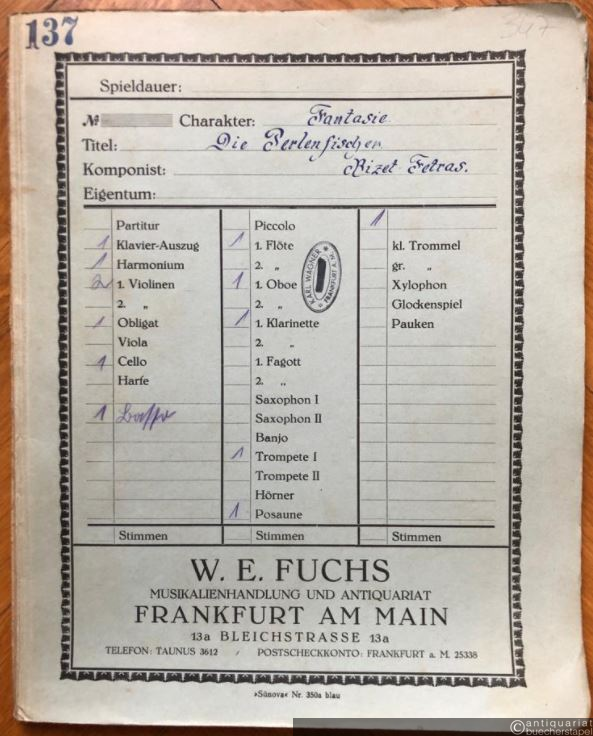 137
347
Spieldauer:
№ Charakter: Fantasie.
Titel: Die Perlenfischer
Komponist: Bizet-Fetras.
Eigentum:
Partitur
1 Klavier-Auszug
1 Harmonium
2 1. Violinen
2. „
1 Obligat
Viola
1 Cello
Harfe
1 Basso
Stimmen
Piccolo
1 1. Flöte
2. „
1 1. Oboe
2. „
1 1. Klarinette
2. „
1. Fagott
2. „
Saxophon I
Saxophon II
Banjo
1 Trompete I
Trompete II
Hörner
1 Posaune
Stimmen
KARL WAGNER
FRANKFURT A. M.
1
kl. Trommel
gr. „
Xylophon
Glockenspiel
Pauken
Stimmen
W. E. FUCHS
MUSIKALIENHANDLUNG UND ANTIQUARIAT
FRANKFURT AM MAIN
13a BLEICHSTRASSE 13a
TELEFON: TAUNUS 3612 / POSTSCHECKKONTO: FRANKFURT a. M. 25338
»Sünova« Nr. 350a blau
©antiquariat
buecherstapel